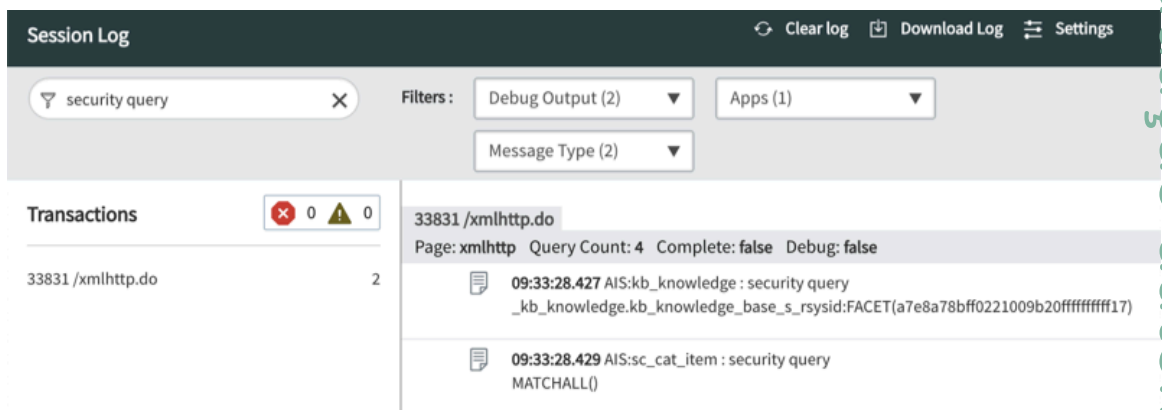 Session Log
Clear log
Download Log
Settings
security query
Filters :
Debug Output (2)
Apps (1)
Message Type (2)
Transactions
0
0
33831 /xmlhttp.do
Page: xmlhttp Query Count: 4 Complete: false Debug: false
33831 /xmlhttp.do 2
09:33:28.427 AIS:kb_knowledge : security query
_kb_knowledge.kb_knowledge_base_s_rsysid:FACET(a7e8a78bff0221009b20ffffffffff17)
09:33:28.429 AIS:sc_cat_item : security query
MATCHALL()